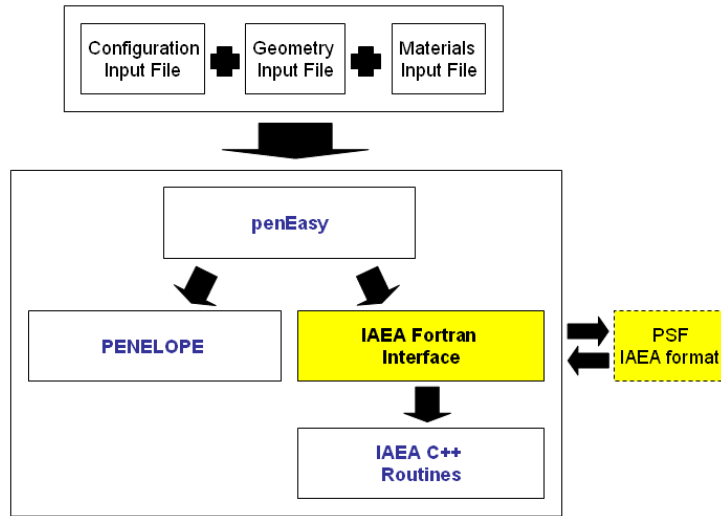 Configuration
Input File
Geometry
Input File
Materials
Input File
penEasy
PENELOPE
IAEA Fortran
Interface
PSF
IAEA format
IAEA C++
Routines